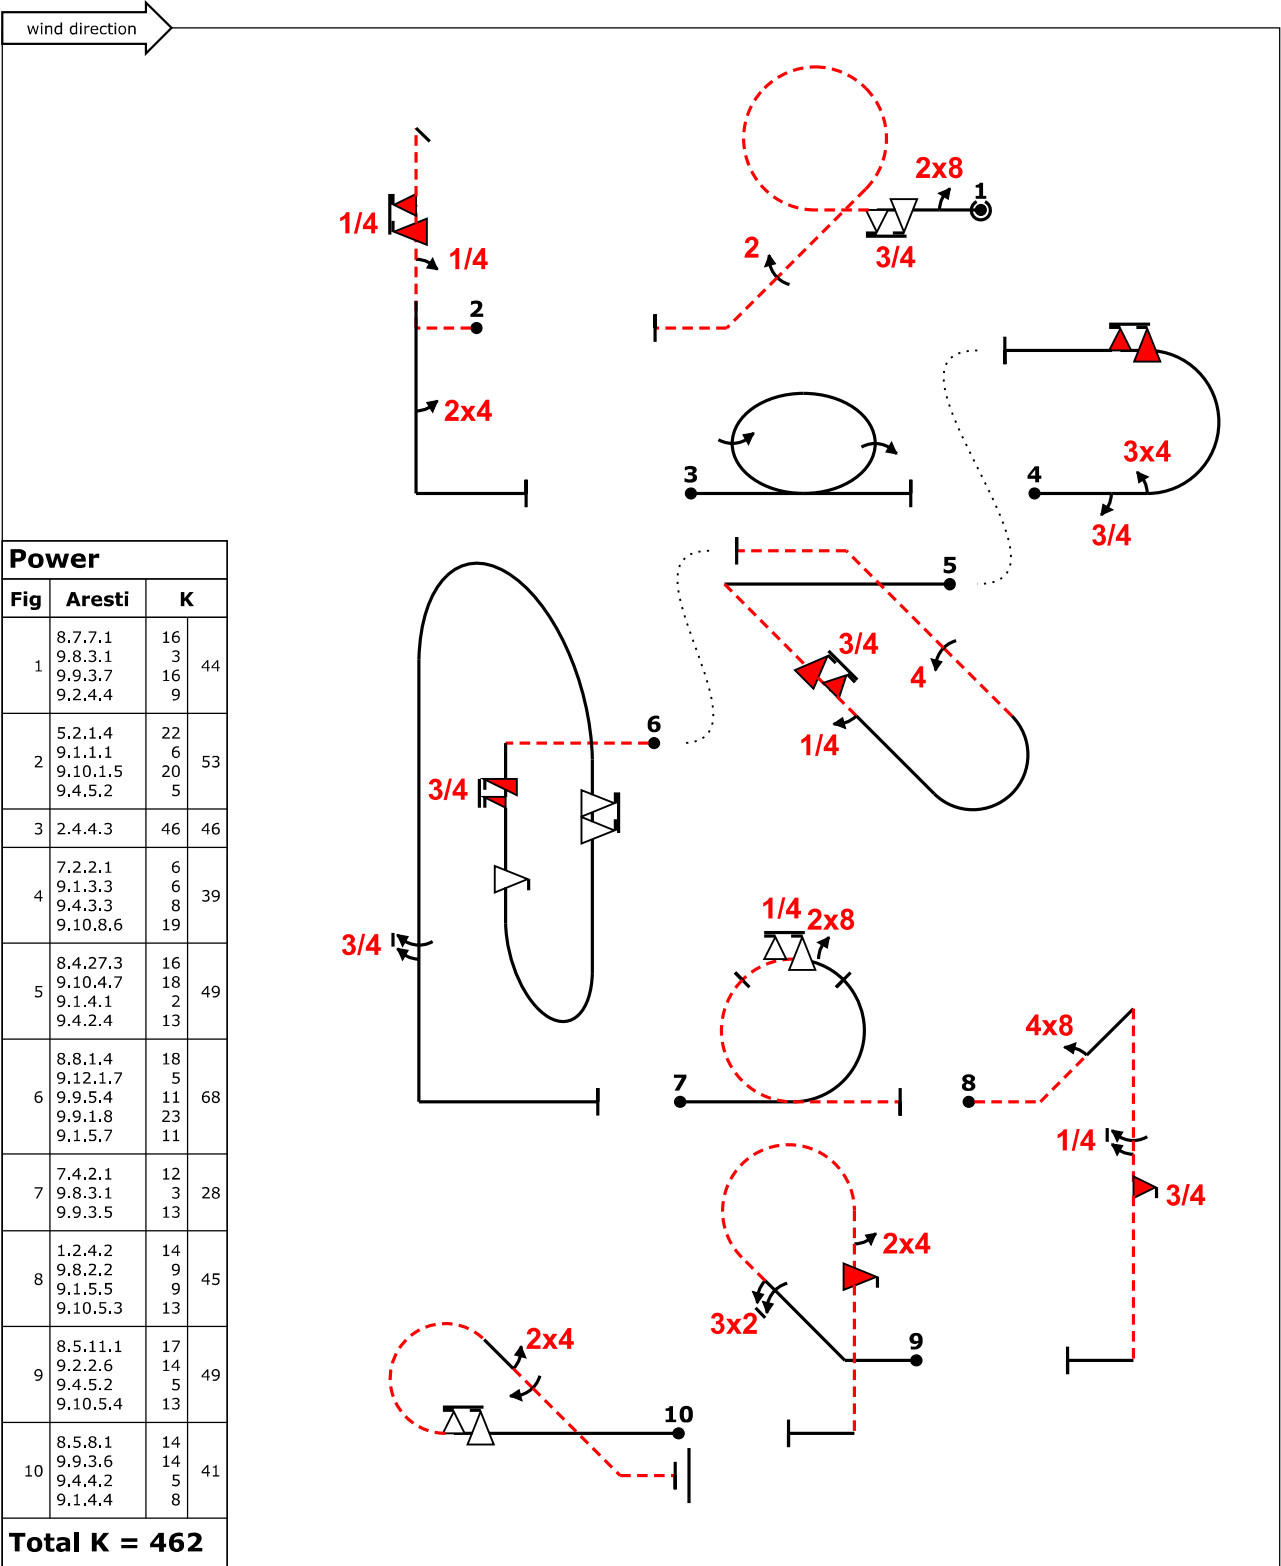 wind direction
2x8
1
1/4
2
3/4
1/4
2
2x4
3
4
3x4
3/4
5
3/4
4
1/4
6
3/4
3/4
1/4
2x8
7
8
4x8
1/4
3/4
2x4
3x2
9
2x4
10
Power
Fig Aresti K
1 8.7.7.1 16 44
9.8.3.1 3
9.9.3.7 16
9.2.4.4 9
2 5.2.1.4 22 53
9.1.1.1 6
9.10.1.5 20
9.4.5.2 5
3 2.4.4.3 46 46
4 7.2.2.1 6 39
9.1.3.3 6
9.4.3.3 8
9.10.8.6 19
5 8.4.27.3 16 49
9.10.4.7 18
9.1.4.1 2
9.4.2.4 13
6 8.8.1.4 18 68
9.12.1.7 5
9.9.5.4 11
9.9.1.8 23
9.1.5.7 11
7 7.4.2.1 12 28
9.8.3.1 3
9.9.3.5 13
8 1.2.4.2 14 45
9.8.2.2 9
9.1.5.5 9
9.10.5.3 13
9 8.5.11.1 17 49
9.2.2.6 14
9.4.5.2 5
9.10.5.4 13
10 8.5.8.1 14 41
9.9.3.6 14
9.4.4.2 5
9.1.4.4 8
Total K = 462